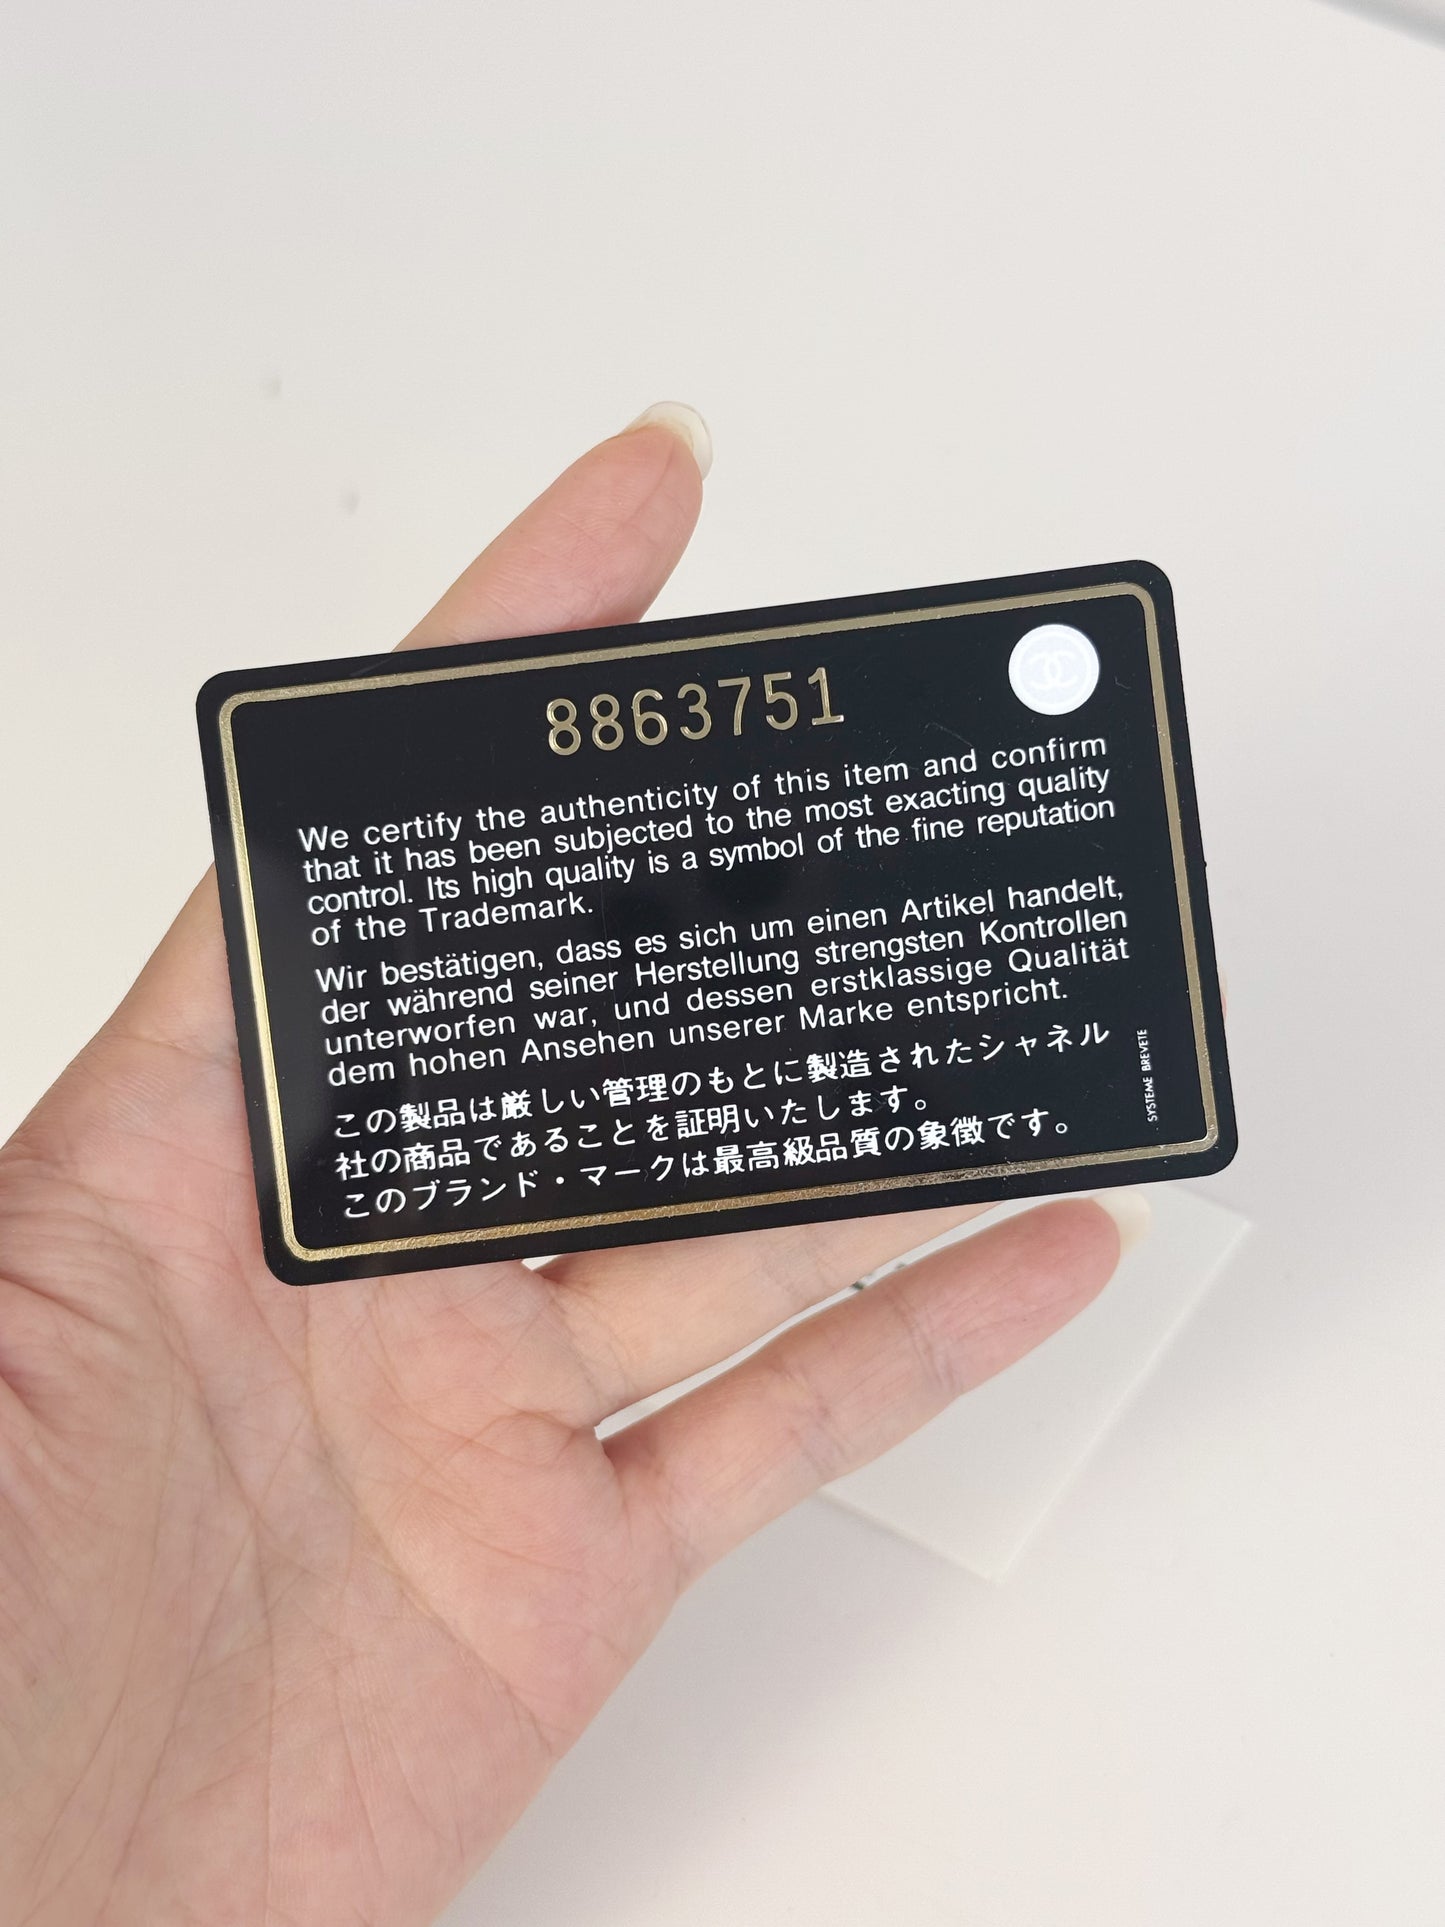 8863751
We certify the authenticity of this item and confirm
that it has been subjected to the most exacting quality
control. Its high quality is a symbol of the fine reputation
of the Trademark.
Wir bestätigen, dass es sich um einen Artikel handelt,
der während seiner Herstellung strengsten Kontrollen
unterworfen war, und dessen erstklassige Qualität
dem hohen Ansehen unserer Marke entspricht.
この製品は厳しい管理のもとに製造されたシャネル
社の商品であることを証明いたします。
このブランド・マークは最高級品質の象徴です。
SYSTEME BREVETE